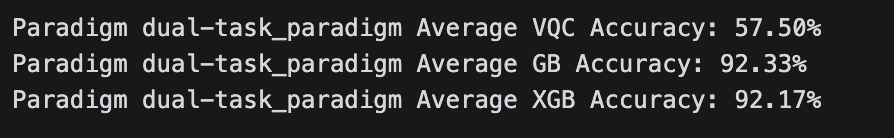 Paradigm dual-task_paradigm Average VQC Accuracy: 57.50%
Paradigm dual-task_paradigm Average GB Accuracy: 92.33%
Paradigm dual-task_paradigm Average XGB Accuracy: 92.17%